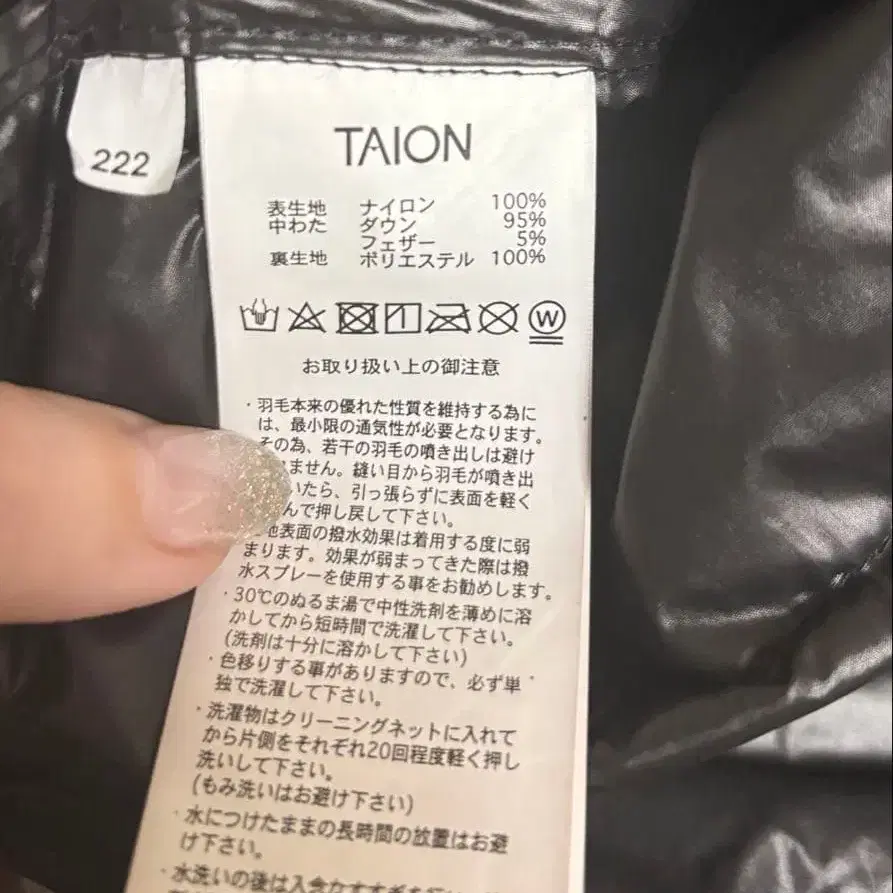 222
TAION
表生地 ナイロン 100%
中わた ダウン 95%
フェザー 5%
裏生地 ポリエステル 100%
W
お取り扱い上の御注意
・羽毛本来の優れた性質を維持する為に
は、最小限の通気性が必要となります。
その為、若干の羽毛の噴き出しは避け
ません。縫い目から羽毛が噴き出
いたら、引っ張らずに表面を軽く
んで押し戻して下さい。
地表面の撥水効果は着用する度に弱
まります。効果が弱まってきた際は撥
水スプレーを使用する事をお勧めします。
・30℃のぬるま湯で中性洗剤を薄めに溶
かしてから短時間で洗濯して下さい。
(洗剤は十分に溶かして下さい)
・色移りする事がありますので、必ず単
独で洗濯して下さい。
・洗濯物はクリーニングネットに入れて
から片側をそれぞれ20回程度軽く押し
洗いして下さい。
(もみ洗いはお避け下さい)
・水につけたままの長時間の放置はお避
け下さい。
・水洗いの後は入念なすすぎを